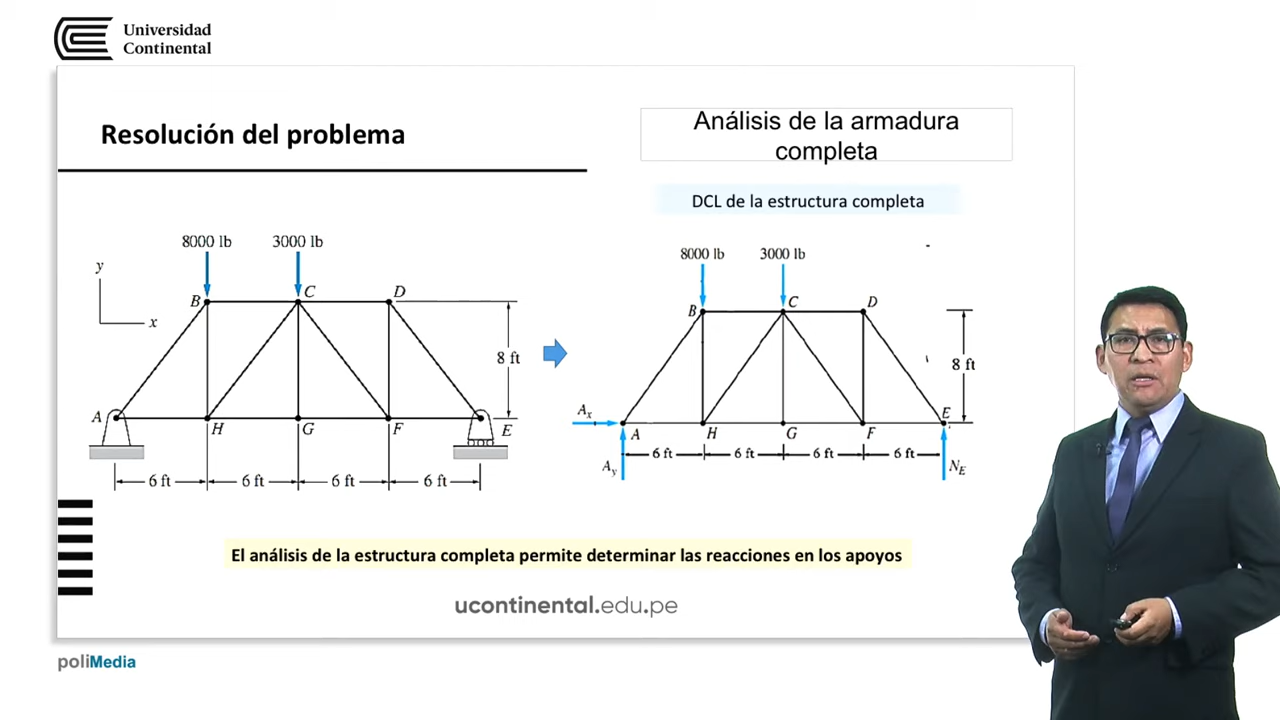 Universidad
Continental
Resolución del problema
Análisis de la armadura
completa
DCL de la estructura completa
8000 lb
3000 lb
y
x
B
C
D
8 ft
A
H
G
F
E
6 ft
6 ft
6 ft
6 ft
8000 lb
3000 lb
B
C
D
8 ft
Ax
A
H
G
F
E
Ay
6 ft
6 ft
6 ft
6 ft
NE
El análisis de la estructura completa permite determinar las reacciones en los apoyos
ucontinental.edu.pe
poliMedia